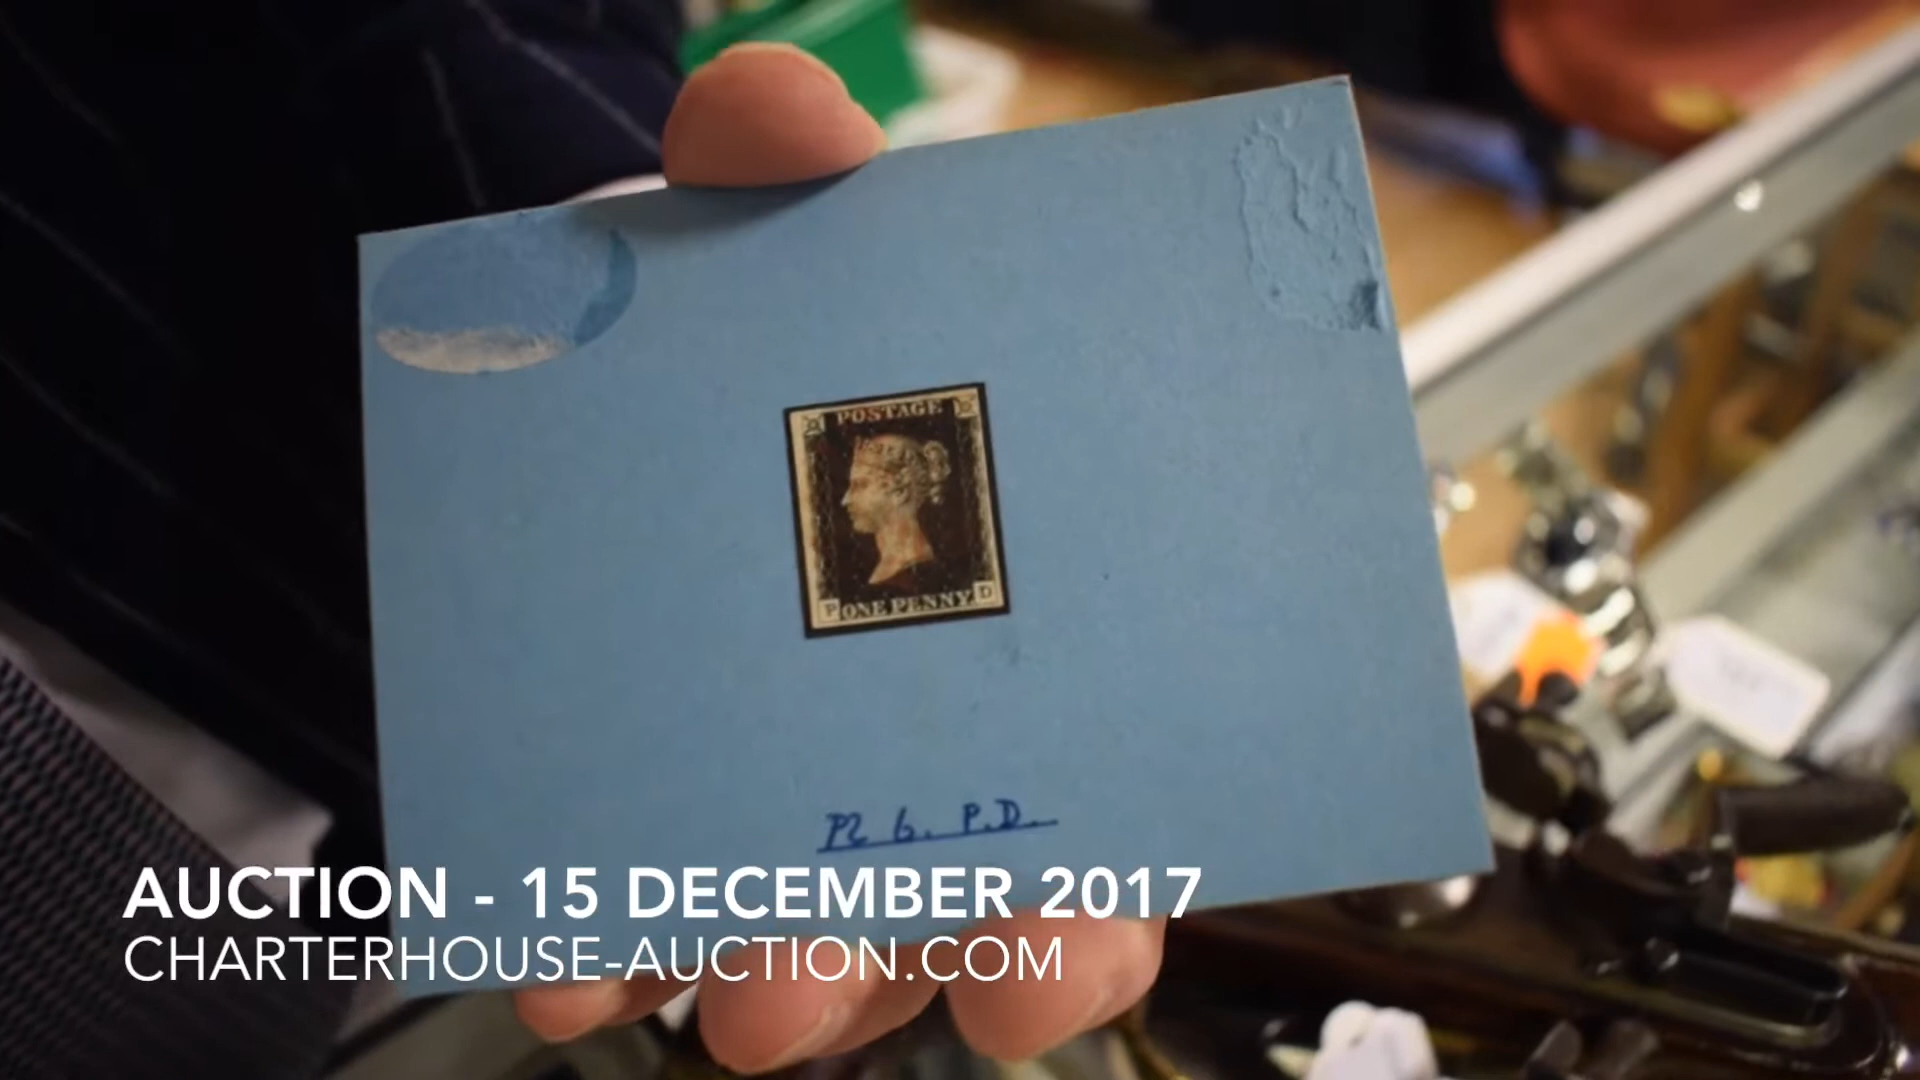 POSTAGE
P ONE PENNY D
Pl 6. P.D.
AUCTION - 15 DECEMBER 2017
CHARTERHOUSE-AUCTION.COM